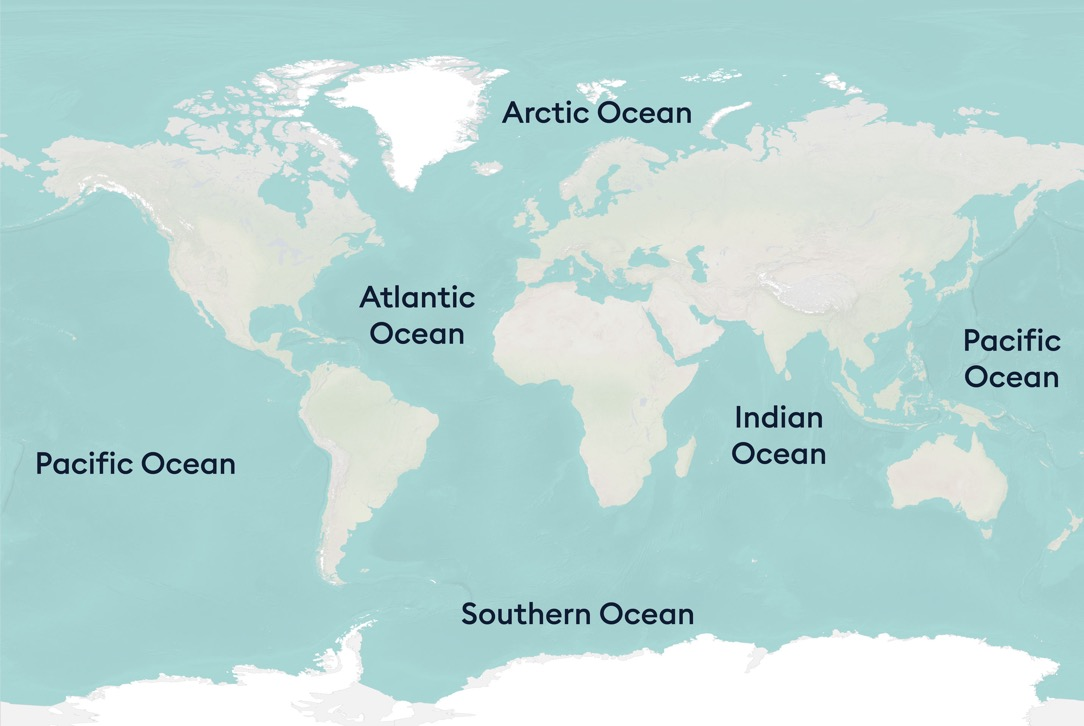 Arctic Ocean
Atlantic
Ocean
Pacific
Ocean
Indian
Ocean
Pacific Ocean
Southern Ocean